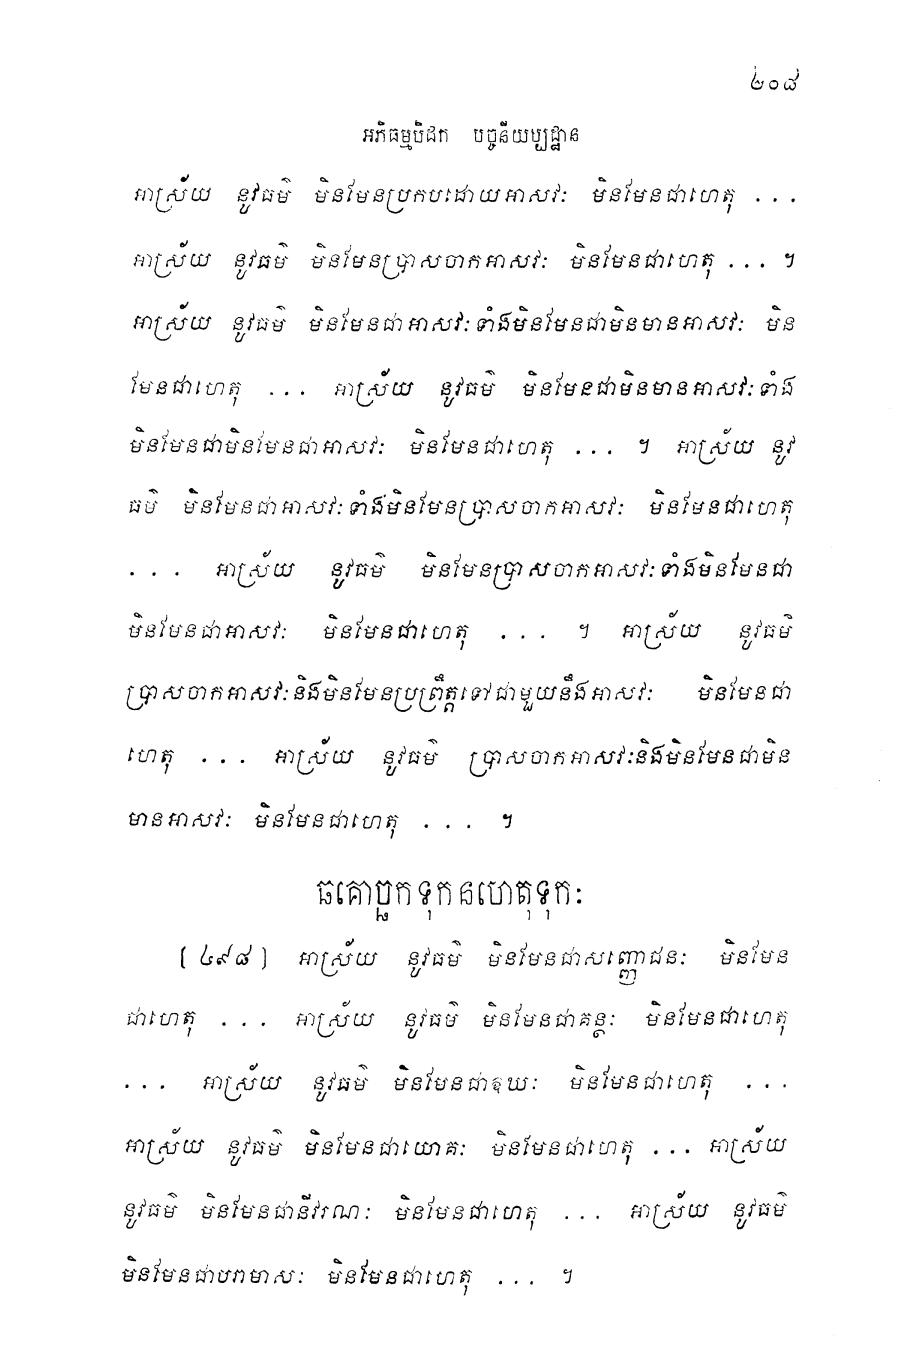 ២០៨
អភិធម្មបិដក បច្ចនីយប្បដ្ឋាន
អាស្រ័យ នូវធម៌ មិនមែនប្រកបដោយអាសវៈ មិនមែនជាហេតុ ...
អាស្រ័យ នូវធម៌ មិនមែនប្រាសចាកអាសវៈ មិនមែនជាហេតុ ... ។
អាស្រ័យ នូវធម៌ មិនមែនជាអាសវៈទាំងមិនមែនជាមិនមានអាសវៈ មិន
មែនជាហេតុ ... អាស្រ័យ នូវធម៌ មិនមែនជាមិនមានអាសវៈទាំង
មិនមែនជាមិនមែនជាអាសវៈ មិនមែនជាហេតុ ... ។ អាស្រ័យ នូវ
ធម៌ មិនមែនជាអាសវៈទាំងមិនមែនប្រាសចាកអាសវៈ មិនមែនជាហេតុ
... អាស្រ័យ នូវធម៌ មិនមែនប្រាសចាកអាសវៈទាំងមិនមែនជា
មិនមែនជាអាសវៈ មិនមែនជាហេតុ ... ។ អាស្រ័យ នូវធម៌
ប្រាសចាកអាសវៈនិងមិនមែនប្រព្រឹត្តទៅជាមួយនឹងអាសវៈ មិនមែនជា
ហេតុ ... អាស្រ័យ នូវធម៌ ប្រាសចាកអាសវៈនិងមិនមែនជាមិន
មានអាសវៈ មិនមែនជាហេតុ ... ។
ឆគោច្ឆកទុកនហេតុទុកៈ
[៤៩៨] អាស្រ័យ នូវធម៌ មិនមែនជាសញ្ញោជនៈ មិនមែន
ជាហេតុ ... អាស្រ័យ នូវធម៌ មិនមែនជាគន្ថៈ មិនមែនជាហេតុ
... អាស្រ័យ នូវធម៌ មិនមែនជាឱឃៈ មិនមែនជាហេតុ ...
អាស្រ័យ នូវធម៌ មិនមែនជាយោគៈ មិនមែនជាហេតុ ... អាស្រ័យ
នូវធម៌ មិនមែនជានីវរណៈ មិនមែនជាហេតុ ... អាស្រ័យ នូវធម៌
មិនមែនជាបរាមាសៈ មិនមែនជាហេតុ ... ។